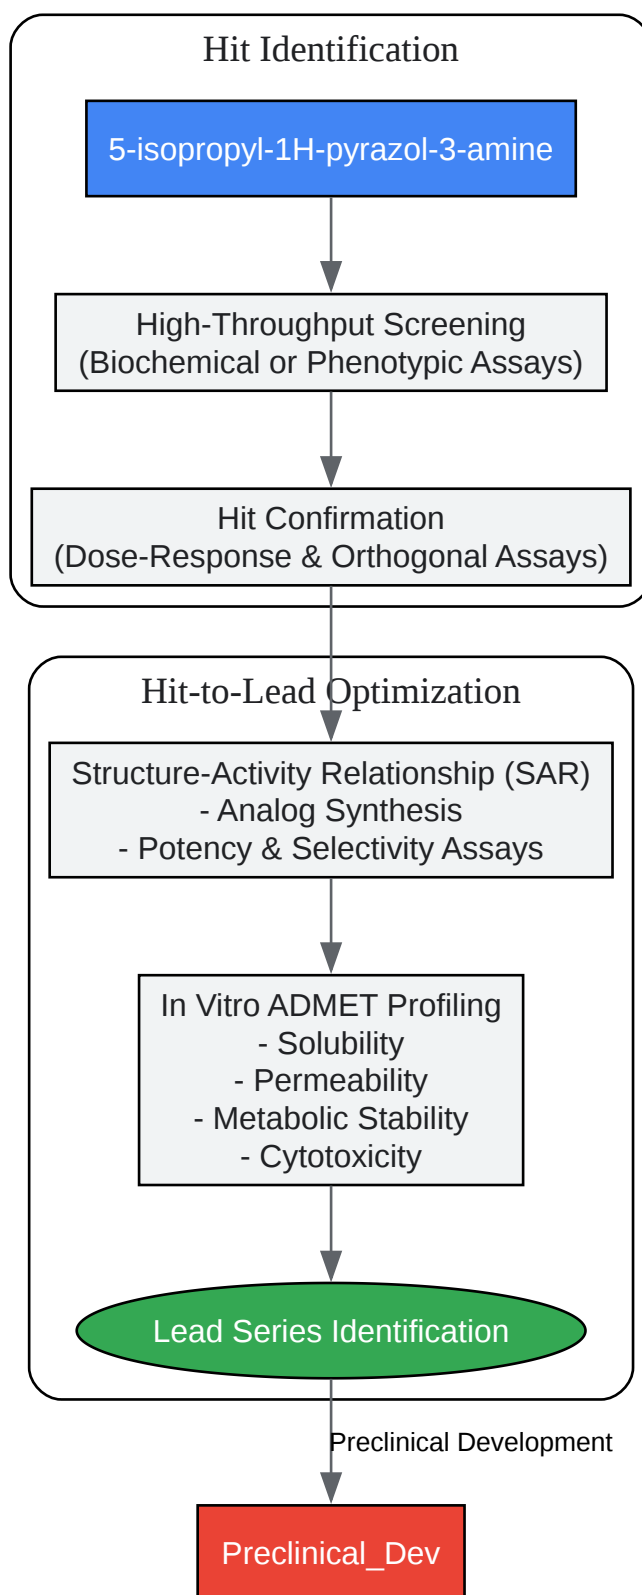 Hit Identification
5-isopropyl-1H-pyrazol-3-amine
High-Throughput Screening
(Biochemical or Phenotypic Assays)
Hit Confirmation
(Dose-Response & Orthogonal Assays)
Hit-to-Lead Optimization
Structure-Activity Relationship (SAR)
- Analog Synthesis
- Potency & Selectivity Assays
In Vitro ADMET Profiling
- Solubility
- Permeability
- Metabolic Stability
- Cytotoxicity
Lead Series Identification
Preclinical Development
Preclinical_Dev